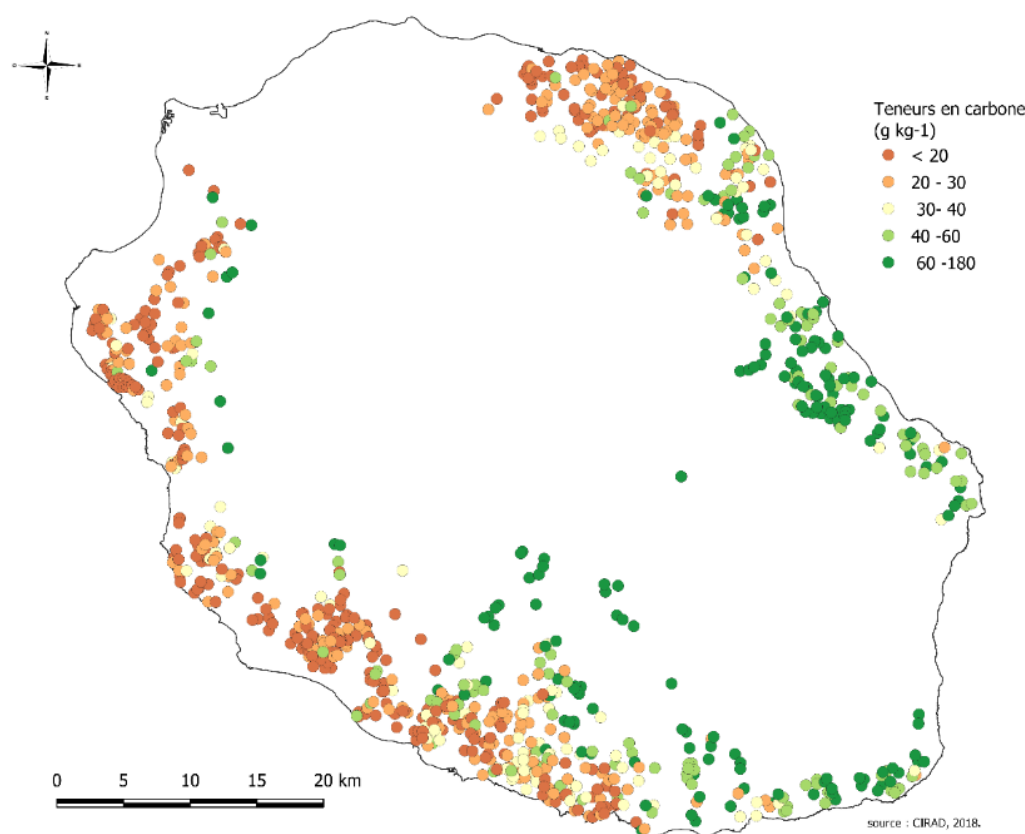 N
O
E
S
Teneurs en carbone
(g kg-1)
< 20
20 - 30
30- 40
40 -60
60 -180
0 5 10 15 20 km
source : CIRAD, 2018.